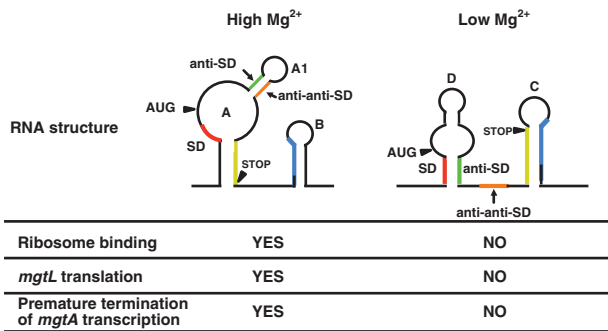 High Mg2+ Low Mg2+
anti-SD
A1
anti-anti-SD
AUG
A
B
SD
STOP
RNA structure
D
C
STOP
AUG
SD
anti-SD
anti-anti-SD
Ribosome binding YES NO
mgtL translation YES NO
Premature termination
of mgtA transcription YES NO